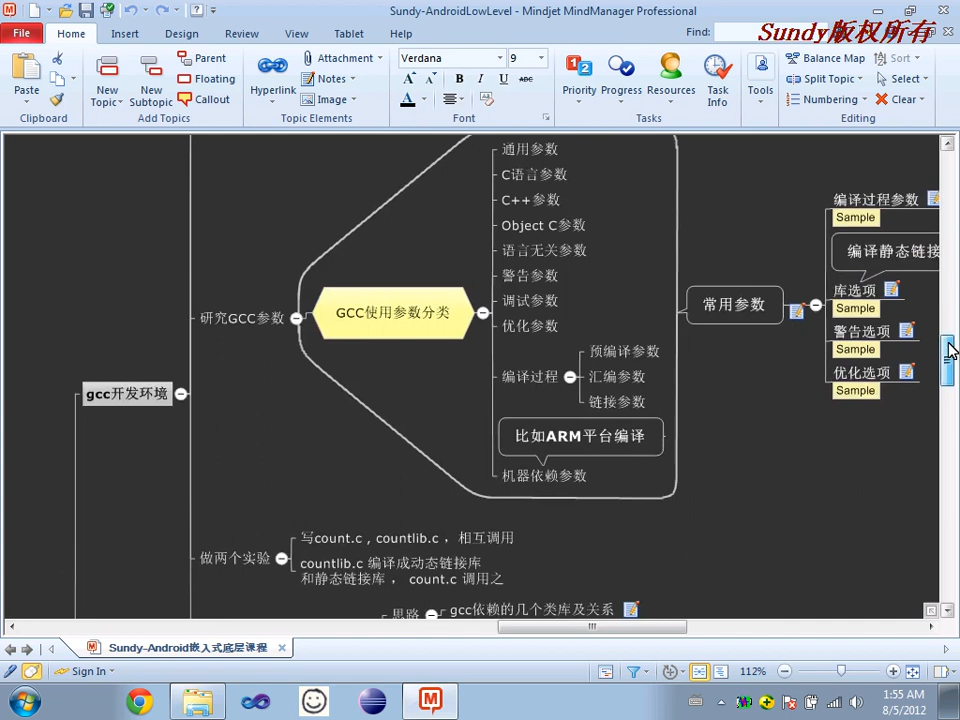 Sundy-AndroidLowLevel - Mindjet MindManager Professional
Sundy版权所有
File
Home
Insert
Design
Review
View
Tablet
Help
Find:
Paste
Clipboard
New Topic
New Subtopic
Parent
Floating
Callout
Add Topics
Hyperlink
Attachment
Notes
Image
Topic Elements
Verdana
9
B
I
U
ABC
A
Font
Priority
Progress
Resources
Task Info
Tasks
Tools
Balance Map
Split Topic
Numbering
Sort
Select
Clear
Editing
通用参数
C语言参数
C++参数
Object C参数
语言无关参数
警告参数
调试参数
优化参数
编译过程
预编译参数
汇编参数
链接参数
比如ARM平台编译
机器依赖参数
研究GCC参数
GCC使用参数分类
常用参数
编译过程参数
Sample
编译静态链接
库选项
Sample
警告选项
Sample
优化选项
Sample
gcc开发环境
做两个实验
写count.c , countlib.c ，相互调用
countlib.c 编译成动态链接库
和静态链接库 ， count.c 调用之
思路
gcc依赖的几个类库及关系
Sundy-Android嵌入式底层课程
Sign In
112%
1:55 AM
8/5/2012